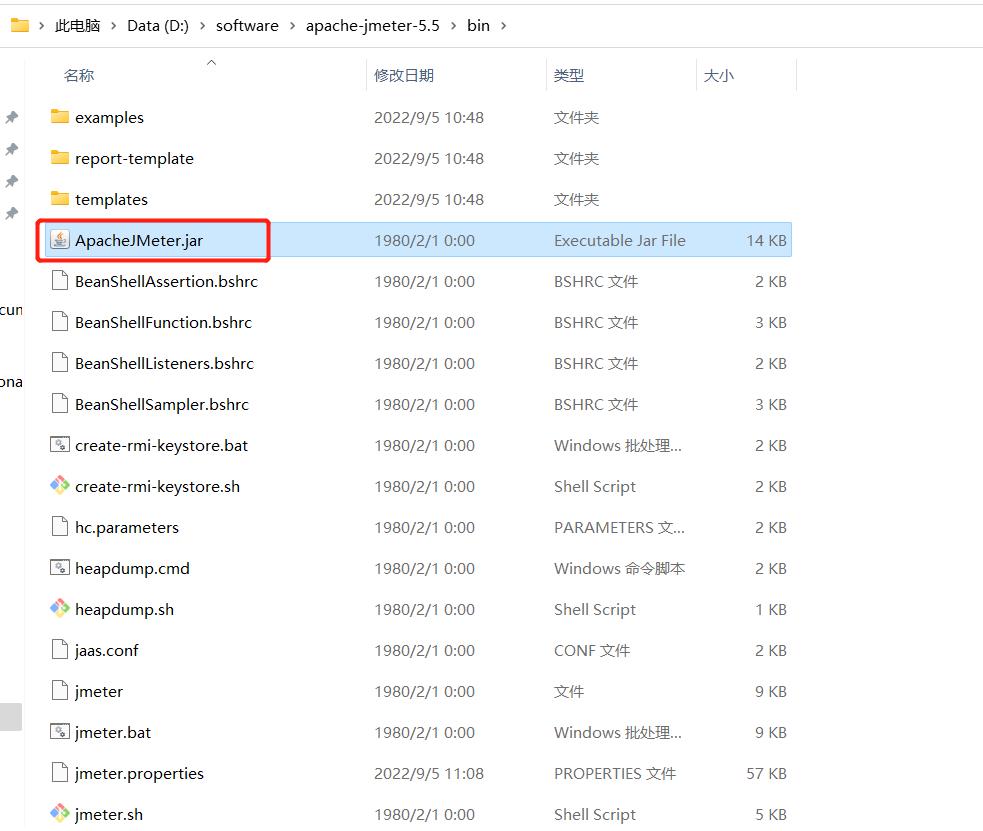 此电脑 Data (D:) software apache-jmeter-5.5 bin
名称 修改日期 类型 大小
examples 2022/9/5 10:48 文件夹
report-template 2022/9/5 10:48 文件夹
templates 2022/9/5 10:48 文件夹
ApacheJMeter.jar 1980/2/1 0:00 Executable Jar File 14 KB
BeanShellAssertion.bshrc 1980/2/1 0:00 BSHRC 文件 2 KB
cun
BeanShellFunction.bshrc 1980/2/1 0:00 BSHRC 文件 3 KB
BeanShellListeners.bshrc 1980/2/1 0:00 BSHRC 文件 2 KB
ona
BeanShellSampler.bshrc 1980/2/1 0:00 BSHRC 文件 3 KB
create-rmi-keystore.bat 1980/2/1 0:00 Windows 批处理... 2 KB
create-rmi-keystore.sh 1980/2/1 0:00 Shell Script 2 KB
hc.parameters 1980/2/1 0:00 PARAMETERS 文... 2 KB
heapdump.cmd 1980/2/1 0:00 Windows 命令脚本 2 KB
heapdump.sh 1980/2/1 0:00 Shell Script 1 KB
jaas.conf 1980/2/1 0:00 CONF 文件 2 KB
jmeter 1980/2/1 0:00 文件 9 KB
jmeter.bat 1980/2/1 0:00 Windows 批处理... 9 KB
jmeter.properties 2022/9/5 11:08 PROPERTIES 文件 57 KB
jmeter.sh 1980/2/1 0:00 Shell Script 5 KB